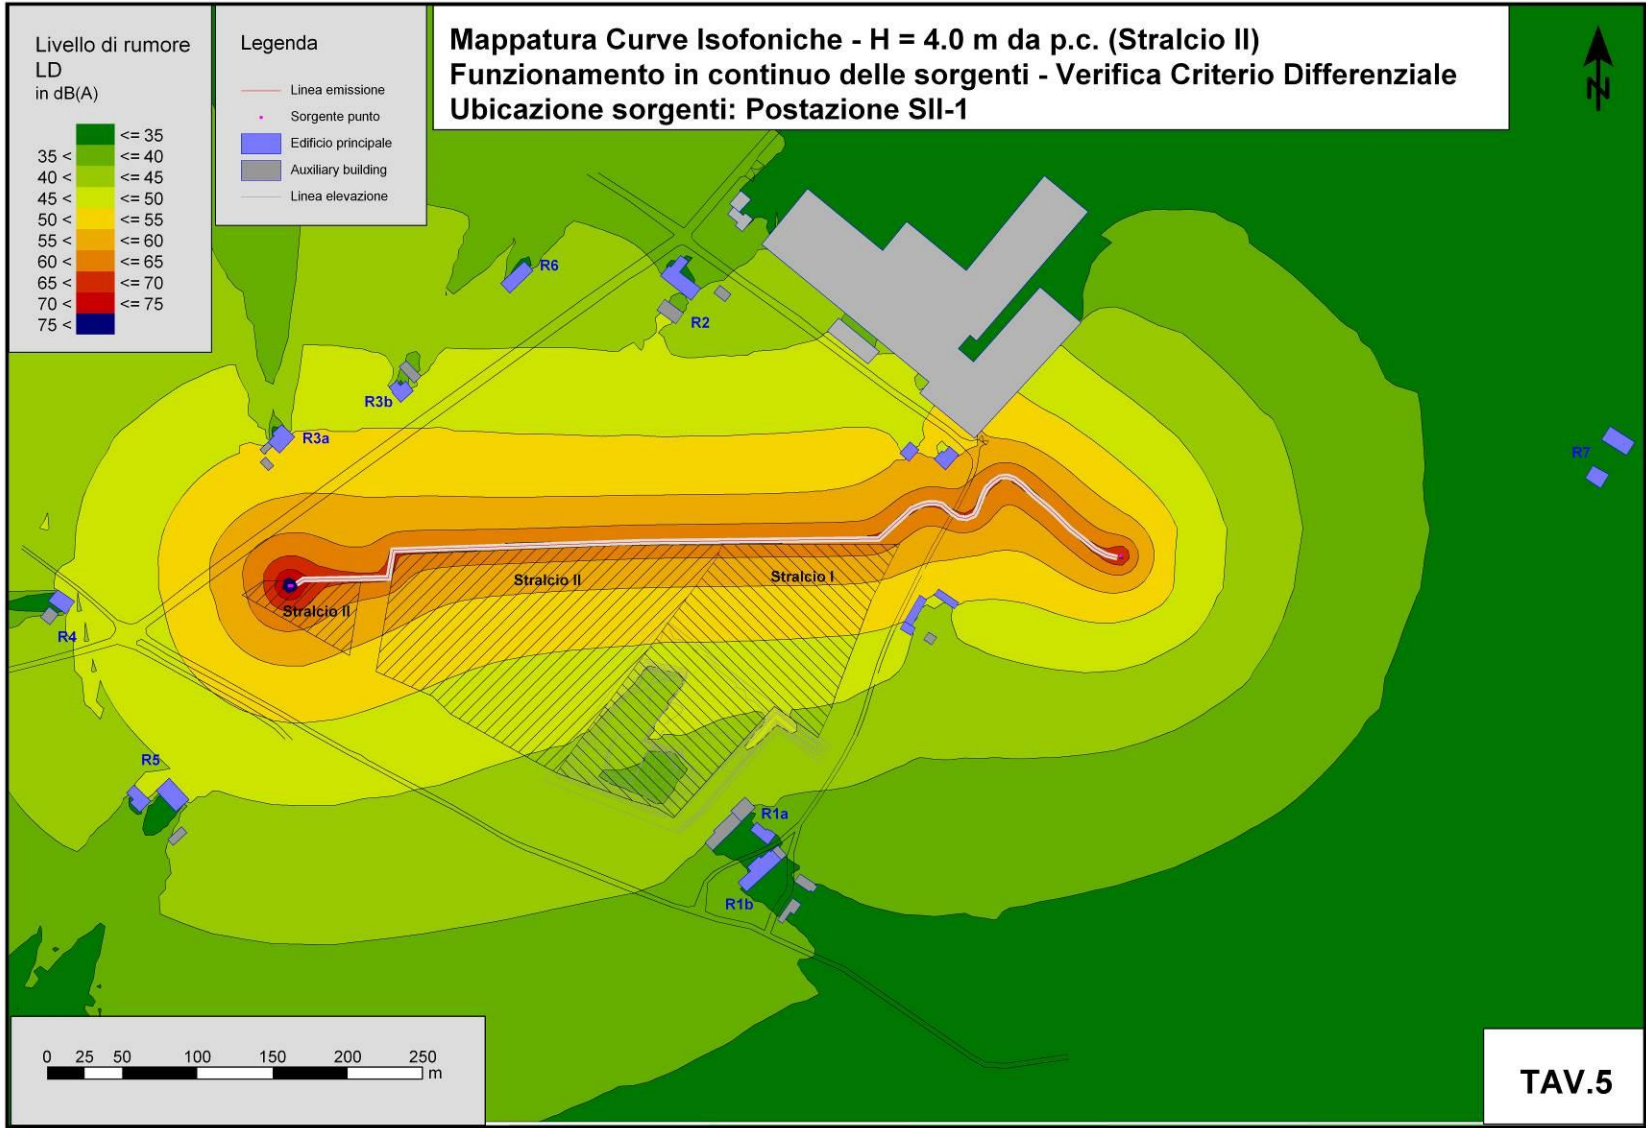 Livello di rumore
LD
in dB(A)
<= 35
35 < <= 40
40 < <= 45
45 < <= 50
50 < <= 55
55 < <= 60
60 < <= 65
65 < <= 70
70 < <= 75
75 <
Legenda
Linea emissione
Sorgente punto
Edificio principale
Auxiliary building
Linea elevazione
Mappatura Curve Isofoniche - H = 4.0 m da p.c. (Stralcio II)
Funzionamento in continuo delle sorgenti - Verifica Criterio Differenziale
Ubicazione sorgenti: Postazione SII-1
N
R6
R2
R3b
R3a
R7
Stralcio II
Stralcio I
Stralcio II
R4
R5
R1a
R1b
0 25 50 100 150 200 250
m
TAV.5